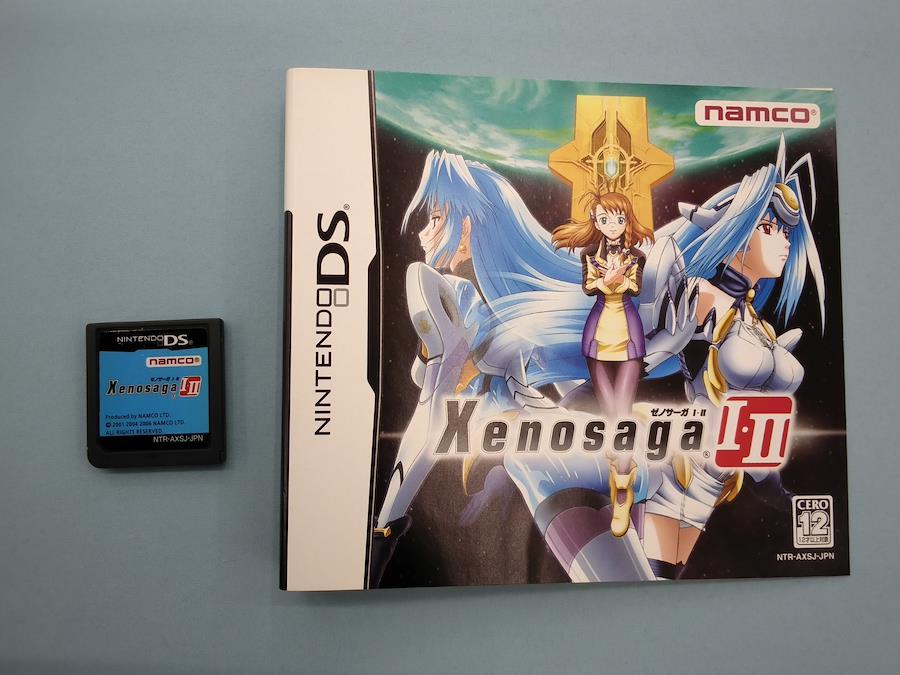 NINTENDO DS®
namco®
ゼノサーガ I・II
Xenosaga® I・II
Produced by NAMCO LTD.
© 2001 2004 2006 NAMCO LTD.
ALL RIGHTS RESERVED.
NTR-AXSJ-JPN
NINTENDO DS®
namco®
ゼノサーガ I・II
Xenosaga® I・II
CERO
12
12才以上対象
NTR-AXSJ-JPN